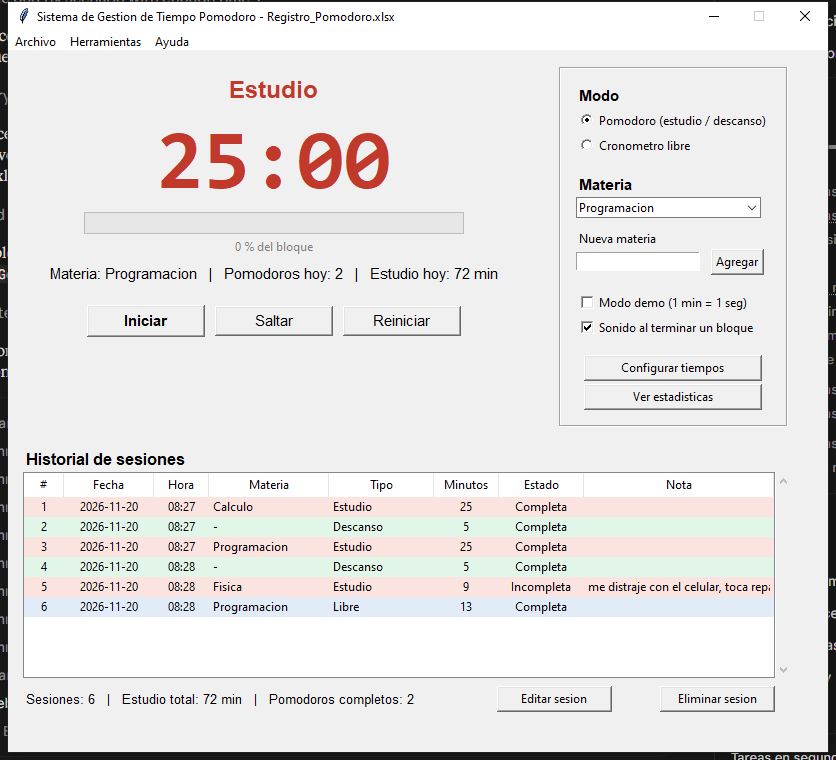 Sistema de Gestion de Tiempo Pomodoro - Registro_Pomodoro.xlsx
Archivo Herramientas Ayuda
Estudio
25:00
0 % del bloque
Materia: Programacion | Pomodoros hoy: 2 | Estudio hoy: 72 min
Iniciar Saltar Reiniciar
Modo
Pomodoro (estudio / descanso)
Cronometro libre
Materia
Programacion
Nueva materia
Agregar
Modo demo (1 min = 1 seg)
Sonido al terminar un bloque
Configurar tiempos
Ver estadisticas
Historial de sesiones
# Fecha Hora Materia Tipo Minutos Estado Nota
1 2026-11-20 08:27 Calculo Estudio 25 Completa
2 2026-11-20 08:27 - Descanso 5 Completa
3 2026-11-20 08:27 Programacion Estudio 25 Completa
4 2026-11-20 08:28 - Descanso 5 Completa
5 2026-11-20 08:28 Fisica Estudio 9 Incompleta me distraje con el celular, toca repa
6 2026-11-20 08:28 Programacion Libre 13 Completa
Sesiones: 6 | Estudio total: 72 min | Pomodoros completos: 2
Editar sesion Eliminar sesion
Tareas en segund